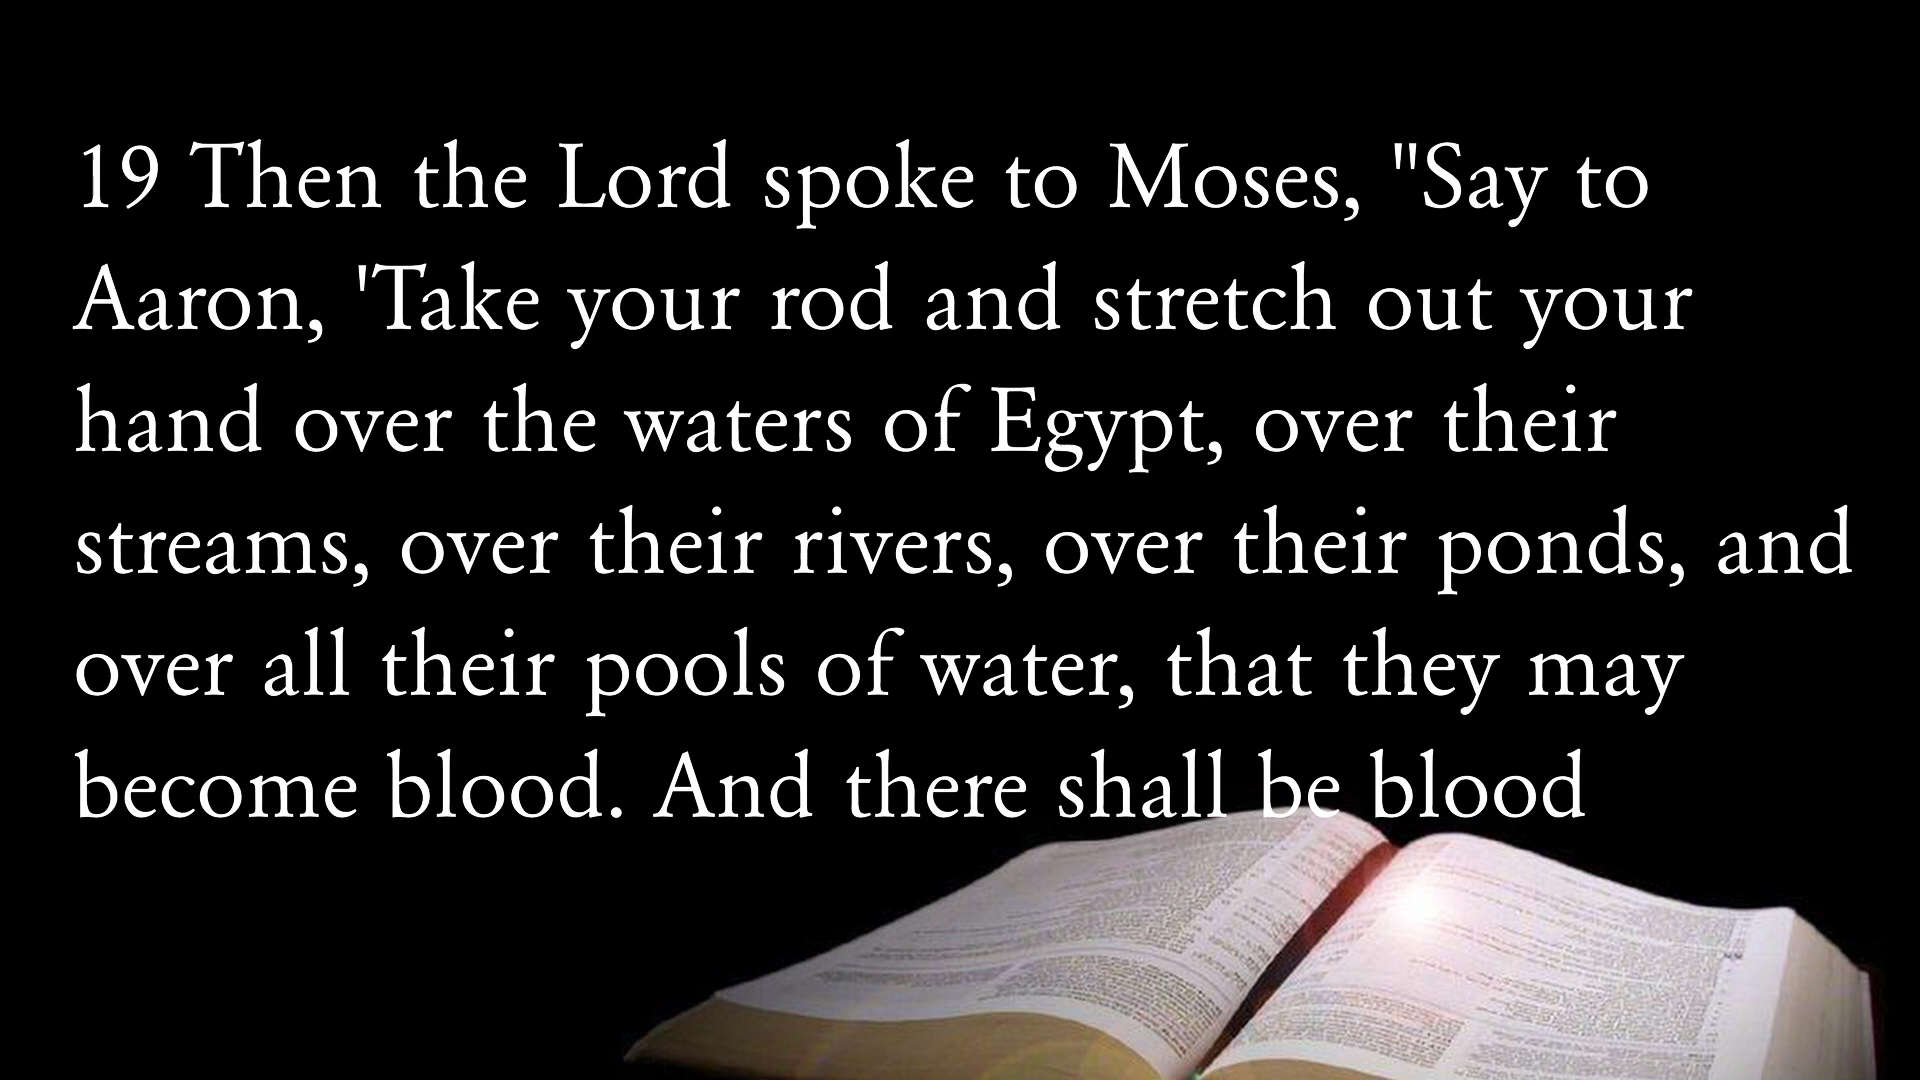 19 Then the Lord spoke to Moses, "Say to
Aaron, 'Take your rod and stretch out your
hand over the waters of Egypt, over their
streams, over their rivers, over their ponds, and
over all their pools of water, that they may
become blood. And there shall be blood